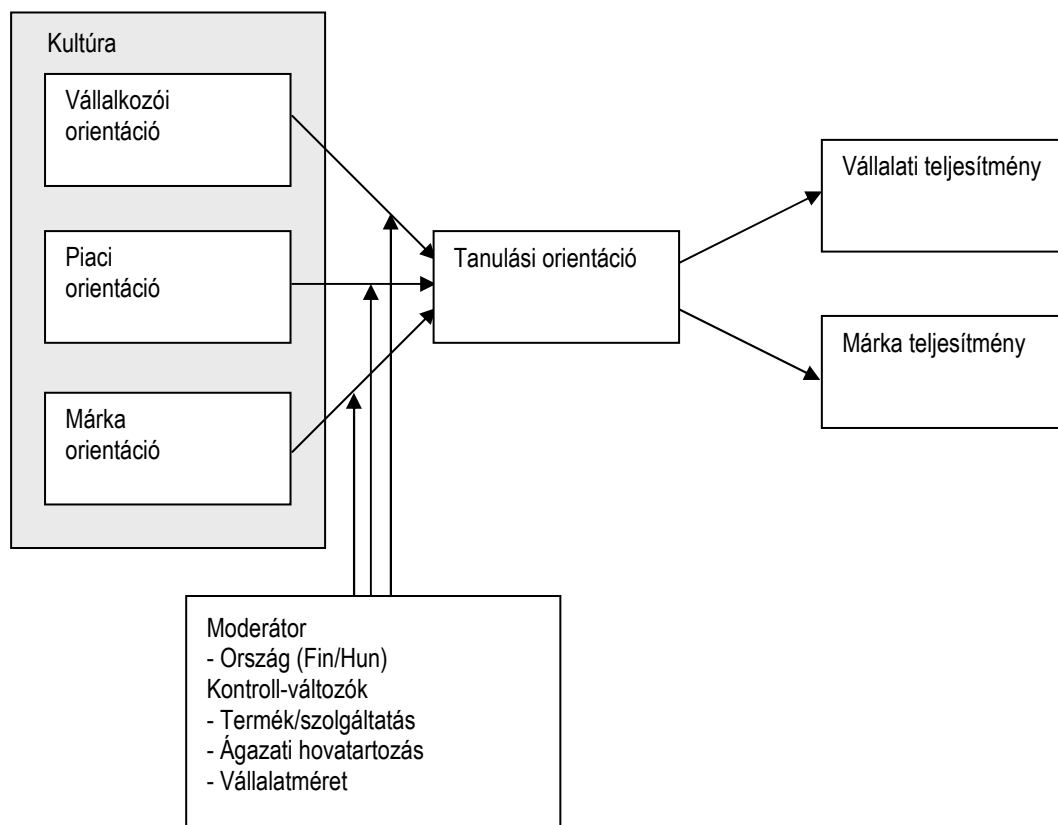 Kultúra
Vállalkozói
orientáció
Piaci
orientáció
Márka
orientáció
Tanulási orientáció
Vállalati teljesítmény
Márka teljesítmény
Moderátor
- Ország (Fin/Hun)
Kontroll-változók
- Termék/szolgáltatás
- Ágazati hovatartozás
- Vállalatméret